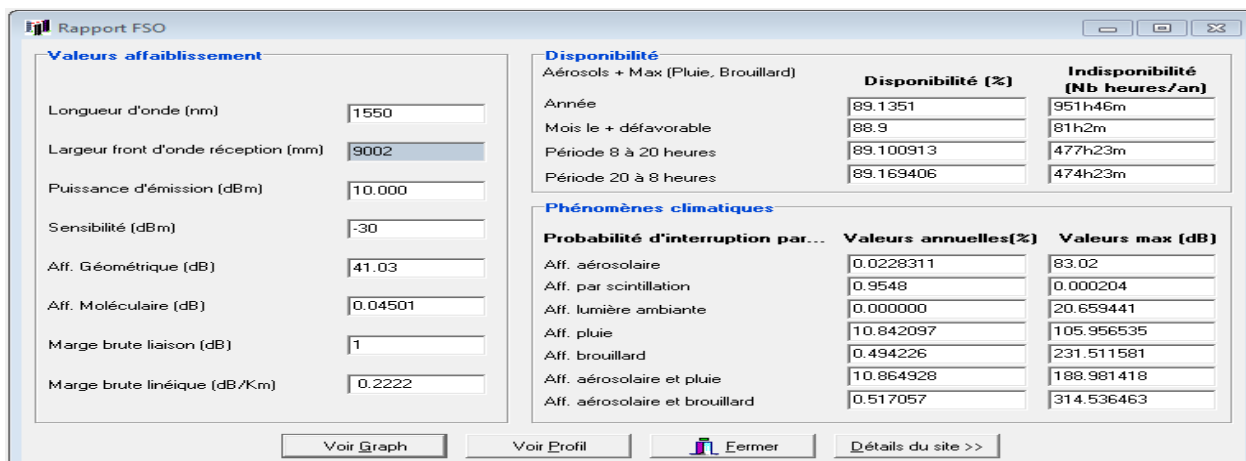 Rapport FSO
Valeurs affaiblissement
Longueur d'onde (nm) 1550
Largeur front d'onde réception (mm) 9002
Puissance d'émission (dBm) 10.000
Sensibilité (dBm) -30
Aff. Géométrique (dB) 41.03
Aff. Moléculaire (dB) 0.04501
Marge brute liaison (dB) 1
Marge brute linéique (dB/Km) 0.2222
Disponibilité
Aérosols + Max (Pluie, Brouillard) Disponibilité (%) Indisponibilité
(Nb heures/an)
Année 89.1351 951h46m
Mois le + défavorable 88.9 81h2m
Période 8 à 20 heures 89.100913 477h23m
Période 20 à 8 heures 89.169406 474h23m
Phénomènes climatiques
Probabilité d'interruption par... Valeurs annuelles(%) Valeurs max (dB)
Aff. aérosolaire 0.0228311 83.02
Aff. par scintillation 0.9548 0.000204
Aff. lumière ambiante 0.000000 20.659441
Aff. pluie 10.842097 105.956535
Aff. brouillard 0.494226 231.511581
Aff. aérosolaire et pluie 10.864928 188.981418
Aff. aérosolaire et brouillard 0.517057 314.536463
Voir Graph Voir Profil Fermer Détails du site >>